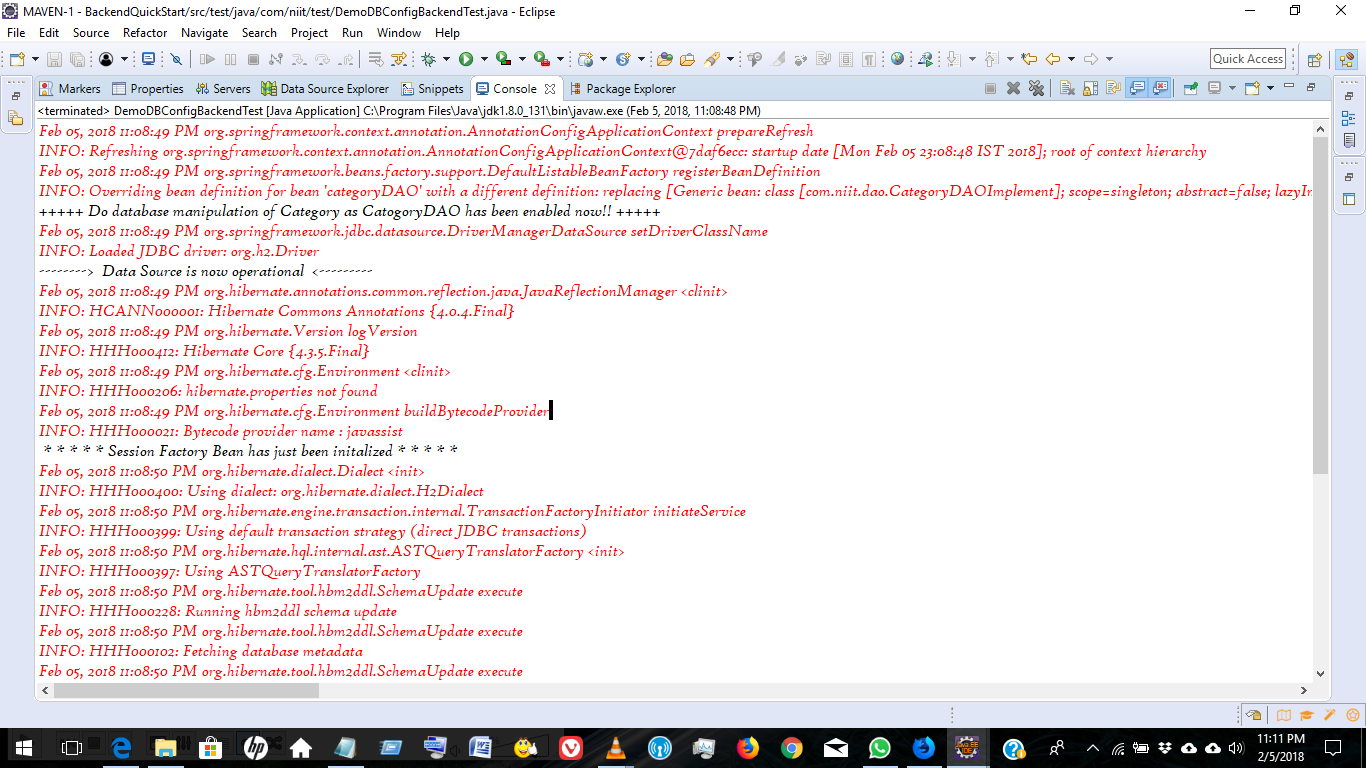 MAVEN-1 - BackendQuickStart/src/test/java/com/niit/test/DemoDBConfigBackendTest.java - Eclipse
File Edit Source Refactor Navigate Search Project Run Window Help
Quick Access
Markers Properties Servers Data Source Explorer Snippets Console Package Explorer
<terminated> DemoDBConfigBackendTest [Java Application] C:\Program Files\Java\jdk1.8.0_131\bin\javaw.exe (Feb 5, 2018, 11:08:48 PM)
Feb 05, 2018 11:08:49 PM org.springframework.context.annotation.AnnotationConfigApplicationContext prepareRefresh
INFO: Refreshing org.springframework.context.annotation.AnnotationConfigApplicationContext@7daf6ecc: startup date [Mon Feb 05 23:08:48 IST 2018]; root of context hierarchy
Feb 05, 2018 11:08:49 PM org.springframework.beans.factory.support.DefaultListableBeanFactory registerBeanDefinition
INFO: Overriding bean definition for bean 'categoryDAO' with a different definition: replacing [Generic bean: class [com.niit.dao.CategoryDAOImplement]; scope=singleton; abstract=false; lazyIn
+++++ Do database manipulation of Category as CatogoryDAO has been enabled now!! +++++
Feb 05, 2018 11:08:49 PM org.springframework.jdbc.datasource.DriverManagerDataSource setDriverClassName
INFO: Loaded JDBC driver: org.h2.Driver
--------> Data Source is now operational <---------
Feb 05, 2018 11:08:49 PM org.hibernate.annotations.common.reflection.java.JavaReflectionManager <clinit>
INFO: HCANN000001: Hibernate Commons Annotations {4.0.4.Final}
Feb 05, 2018 11:08:49 PM org.hibernate.Version logVersion
INFO: HHH000412: Hibernate Core {4.3.5.Final}
Feb 05, 2018 11:08:49 PM org.hibernate.cfg.Environment <clinit>
INFO: HHH000206: hibernate.properties not found
Feb 05, 2018 11:08:49 PM org.hibernate.cfg.Environment buildBytecodeProvider
INFO: HHH000021: Bytecode provider name : javassist
* * * * * Session Factory Bean has just been initalized * * * * *
Feb 05, 2018 11:08:50 PM org.hibernate.dialect.Dialect <init>
INFO: HHH000400: Using dialect: org.hibernate.dialect.H2Dialect
Feb 05, 2018 11:08:50 PM org.hibernate.engine.transaction.internal.TransactionFactoryInitiator initiateService
INFO: HHH000399: Using default transaction strategy (direct JDBC transactions)
Feb 05, 2018 11:08:50 PM org.hibernate.hql.internal.ast.ASTQueryTranslatorFactory <init>
INFO: HHH000397: Using ASTQueryTranslatorFactory
Feb 05, 2018 11:08:50 PM org.hibernate.tool.hbm2ddl.SchemaUpdate execute
INFO: HHH000228: Running hbm2ddl schema update
Feb 05, 2018 11:08:50 PM org.hibernate.tool.hbm2ddl.SchemaUpdate execute
INFO: HHH000102: Fetching database metadata
Feb 05, 2018 11:08:50 PM org.hibernate.tool.hbm2ddl.SchemaUpdate execute
11:11 PM
2/5/2018